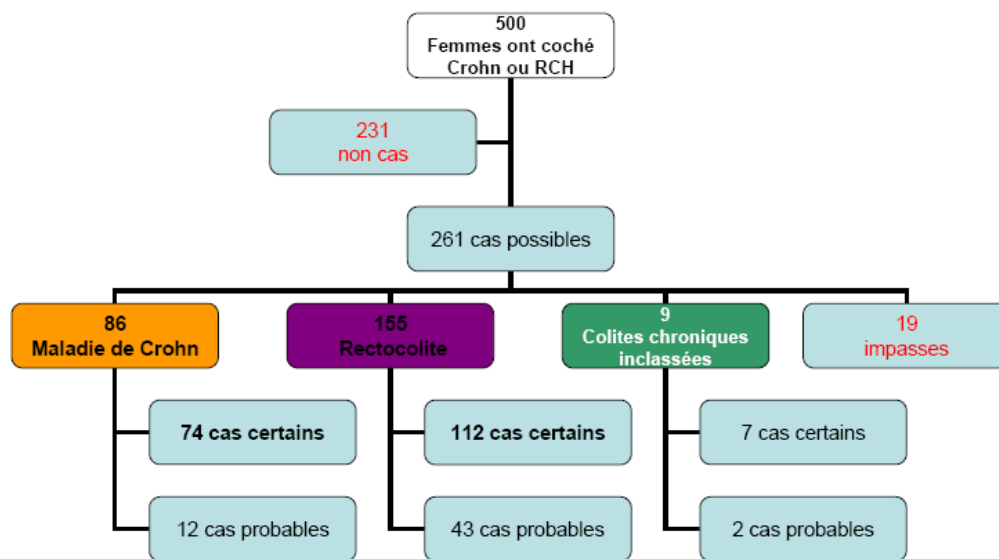 500
Femmes ont coché
Crohn ou RCH
231
non cas
261 cas possibles
86
Maladie de Crohn
155
Rectocolite
9
Colites chroniques
inclassées
19
impasses
74 cas certains
112 cas certains
7 cas certains
12 cas probables
43 cas probables
2 cas probables